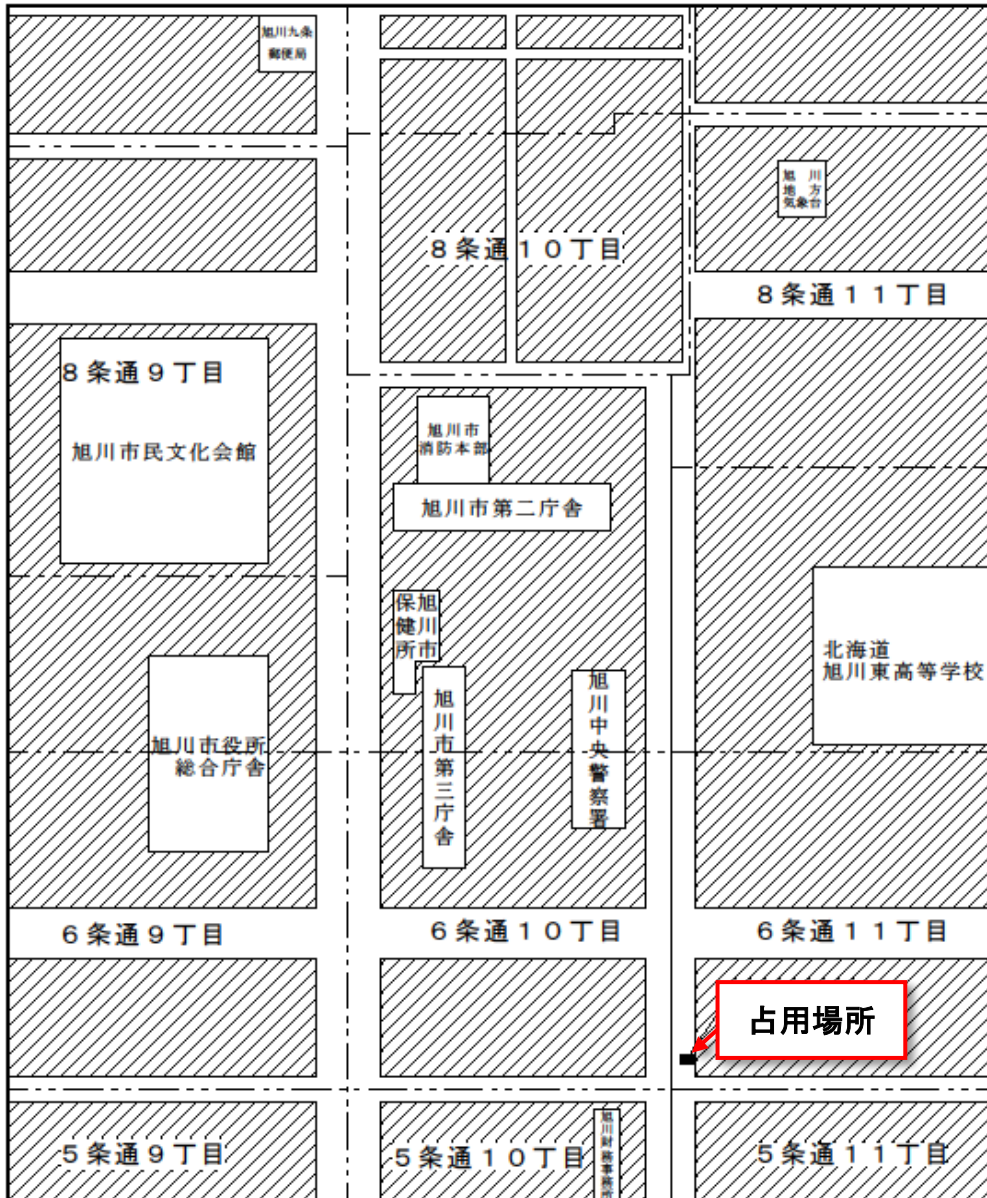 旭川九条
郵便局
旭川
地方
気象台
8条通10丁目
8条通11丁目
8条通9丁目
旭川市民文化会館
旭川市
消防本部
旭川市第二庁舎
旭川市
保健所
北海道
旭川東高等学校
旭川市第三庁舎
旭川中央警察署
旭川市役所
総合庁舎
6条通9丁目
6条通10丁目
6条通11丁目
占用場所
5条通9丁目
5条通10丁目
旭川財務事務所
5条通11丁目